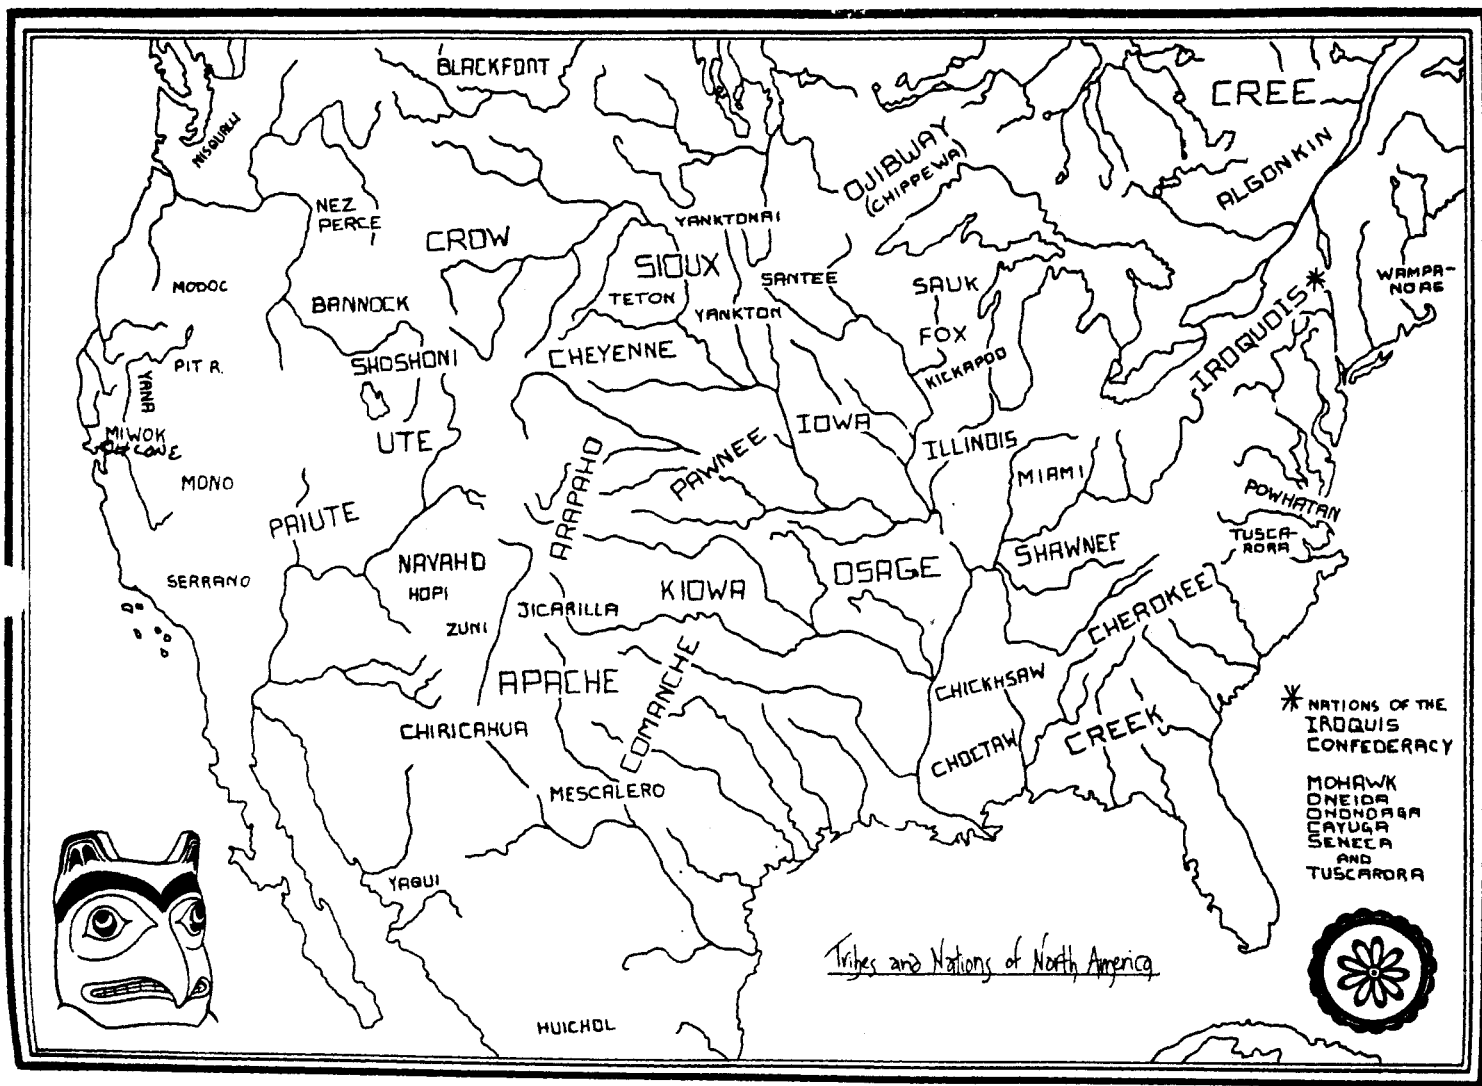 BLACKFOOT
CREE
MISQUALLI
OJIBWAY
(CHIPPEWA)
ALGONKIN
NEZ
PERCE
YANKTONAI
CROW
SIOUX
SANTEE
SAUK
WAMPA-
NOAG
MODOC
BANNOCK
TETON
YANKTON
IROQUOIS*
FOX
PIT R.
SHOSHONI
CHEYENNE
KICKAPOO
YANA
MIWOK
UTE
IOWA
ILLINOIS
ARAPAHO
PAWNEE
MIAMI
MONO
POWHATAN
PAIUTE
TUSCA-
RORA
NAVAHO
SHAWNEE
SERRANO
HOPI
OSAGE
KIOWA
JICARILLA
CHEROKEE
ZUNI
APACHE
COMANCHE
CHICKHSAW
CHIRICAHUA
CREEK
CHOCTAW
MESCALERO
YAQUI
HUICHOL
* NATIONS OF THE
IROQUIS
CONFEDERACY
MOHAWK
ONEIDA
ONONDAGA
CAYUGA
SENECA
AND
TUSCARORA
Tribes and Nations of North America